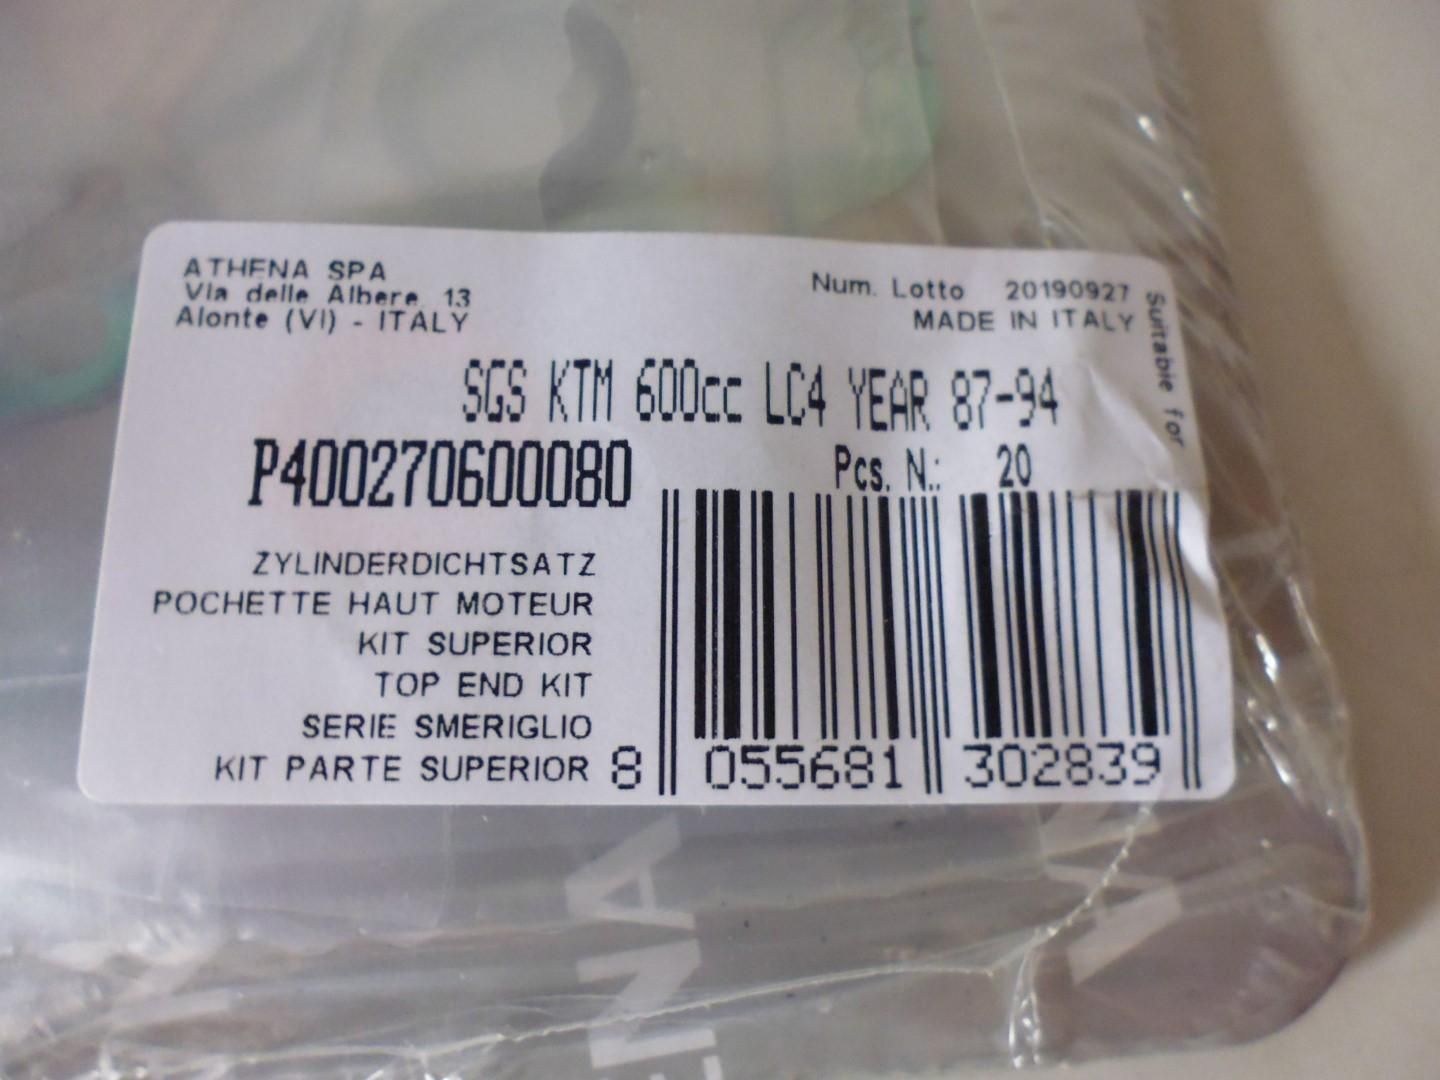 ATHENA SPA
Via delle Albere, 13
Alonte (VI) - ITALY
Num. Lotto 20190927
MADE IN ITALY
Suitable for
SGS KTM 600cc LC4 YEAR 87-94
P400270600080
Pcs. N.: 20
ZYLINDERDICHTSATZ
POCHETTE HAUT MOTEUR
KIT SUPERIOR
TOP END KIT
SERIE SMERIGLIO
KIT PARTE SUPERIOR
8 055681 302839